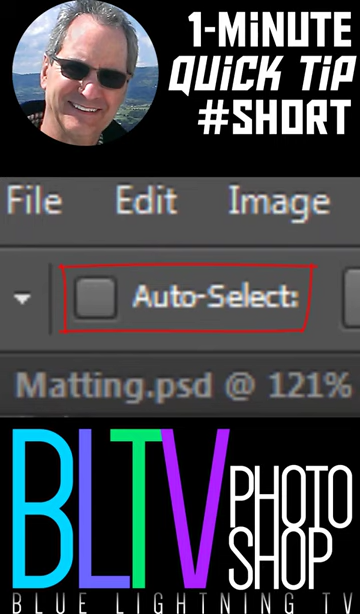 1-MINUTE
QUICK TIP
#SHORT
File Edit Image
Auto-Select:
Matting.psd @ 121%
BLTV
PHOTO
SHOP
BLUE LIGHTNING TV